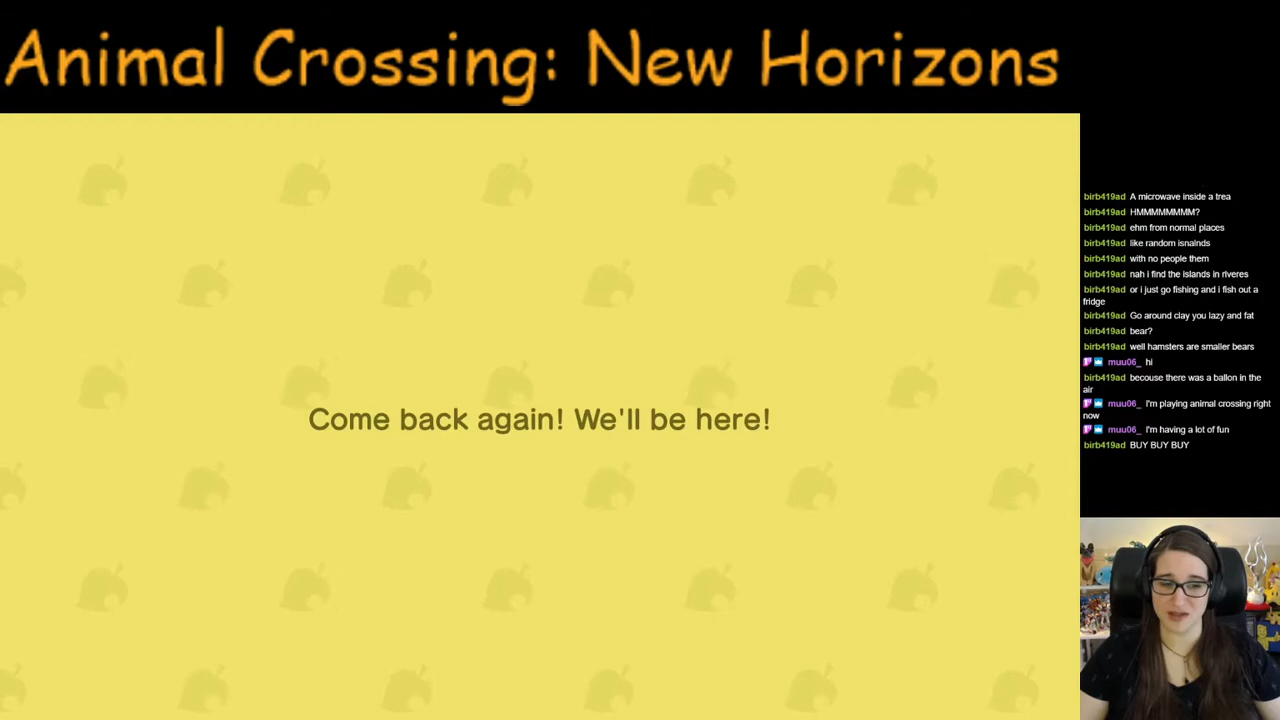 Animal Crossing: New Horizons
birb419ad A microwave inside a trea
birb419ad HMMMMMMMM?
birb419ad ehm from normal places
birb419ad like random isnalnds
birb419ad with no people them
birb419ad nah i find the islands in riveres
birb419ad or i just go fishing and i fish out a
fridge
birb419ad Go around clay you lazy and fat
birb419ad bear?
birb419ad well hamsters are smaller bears
muu06_ hi
birb419ad becouse there was a ballon in the
air
muu06_ I'm playing animal crossing right
now
muu06_ I'm having a lot of fun
birb419ad BUY BUY BUY
Come back again! We'll be here!